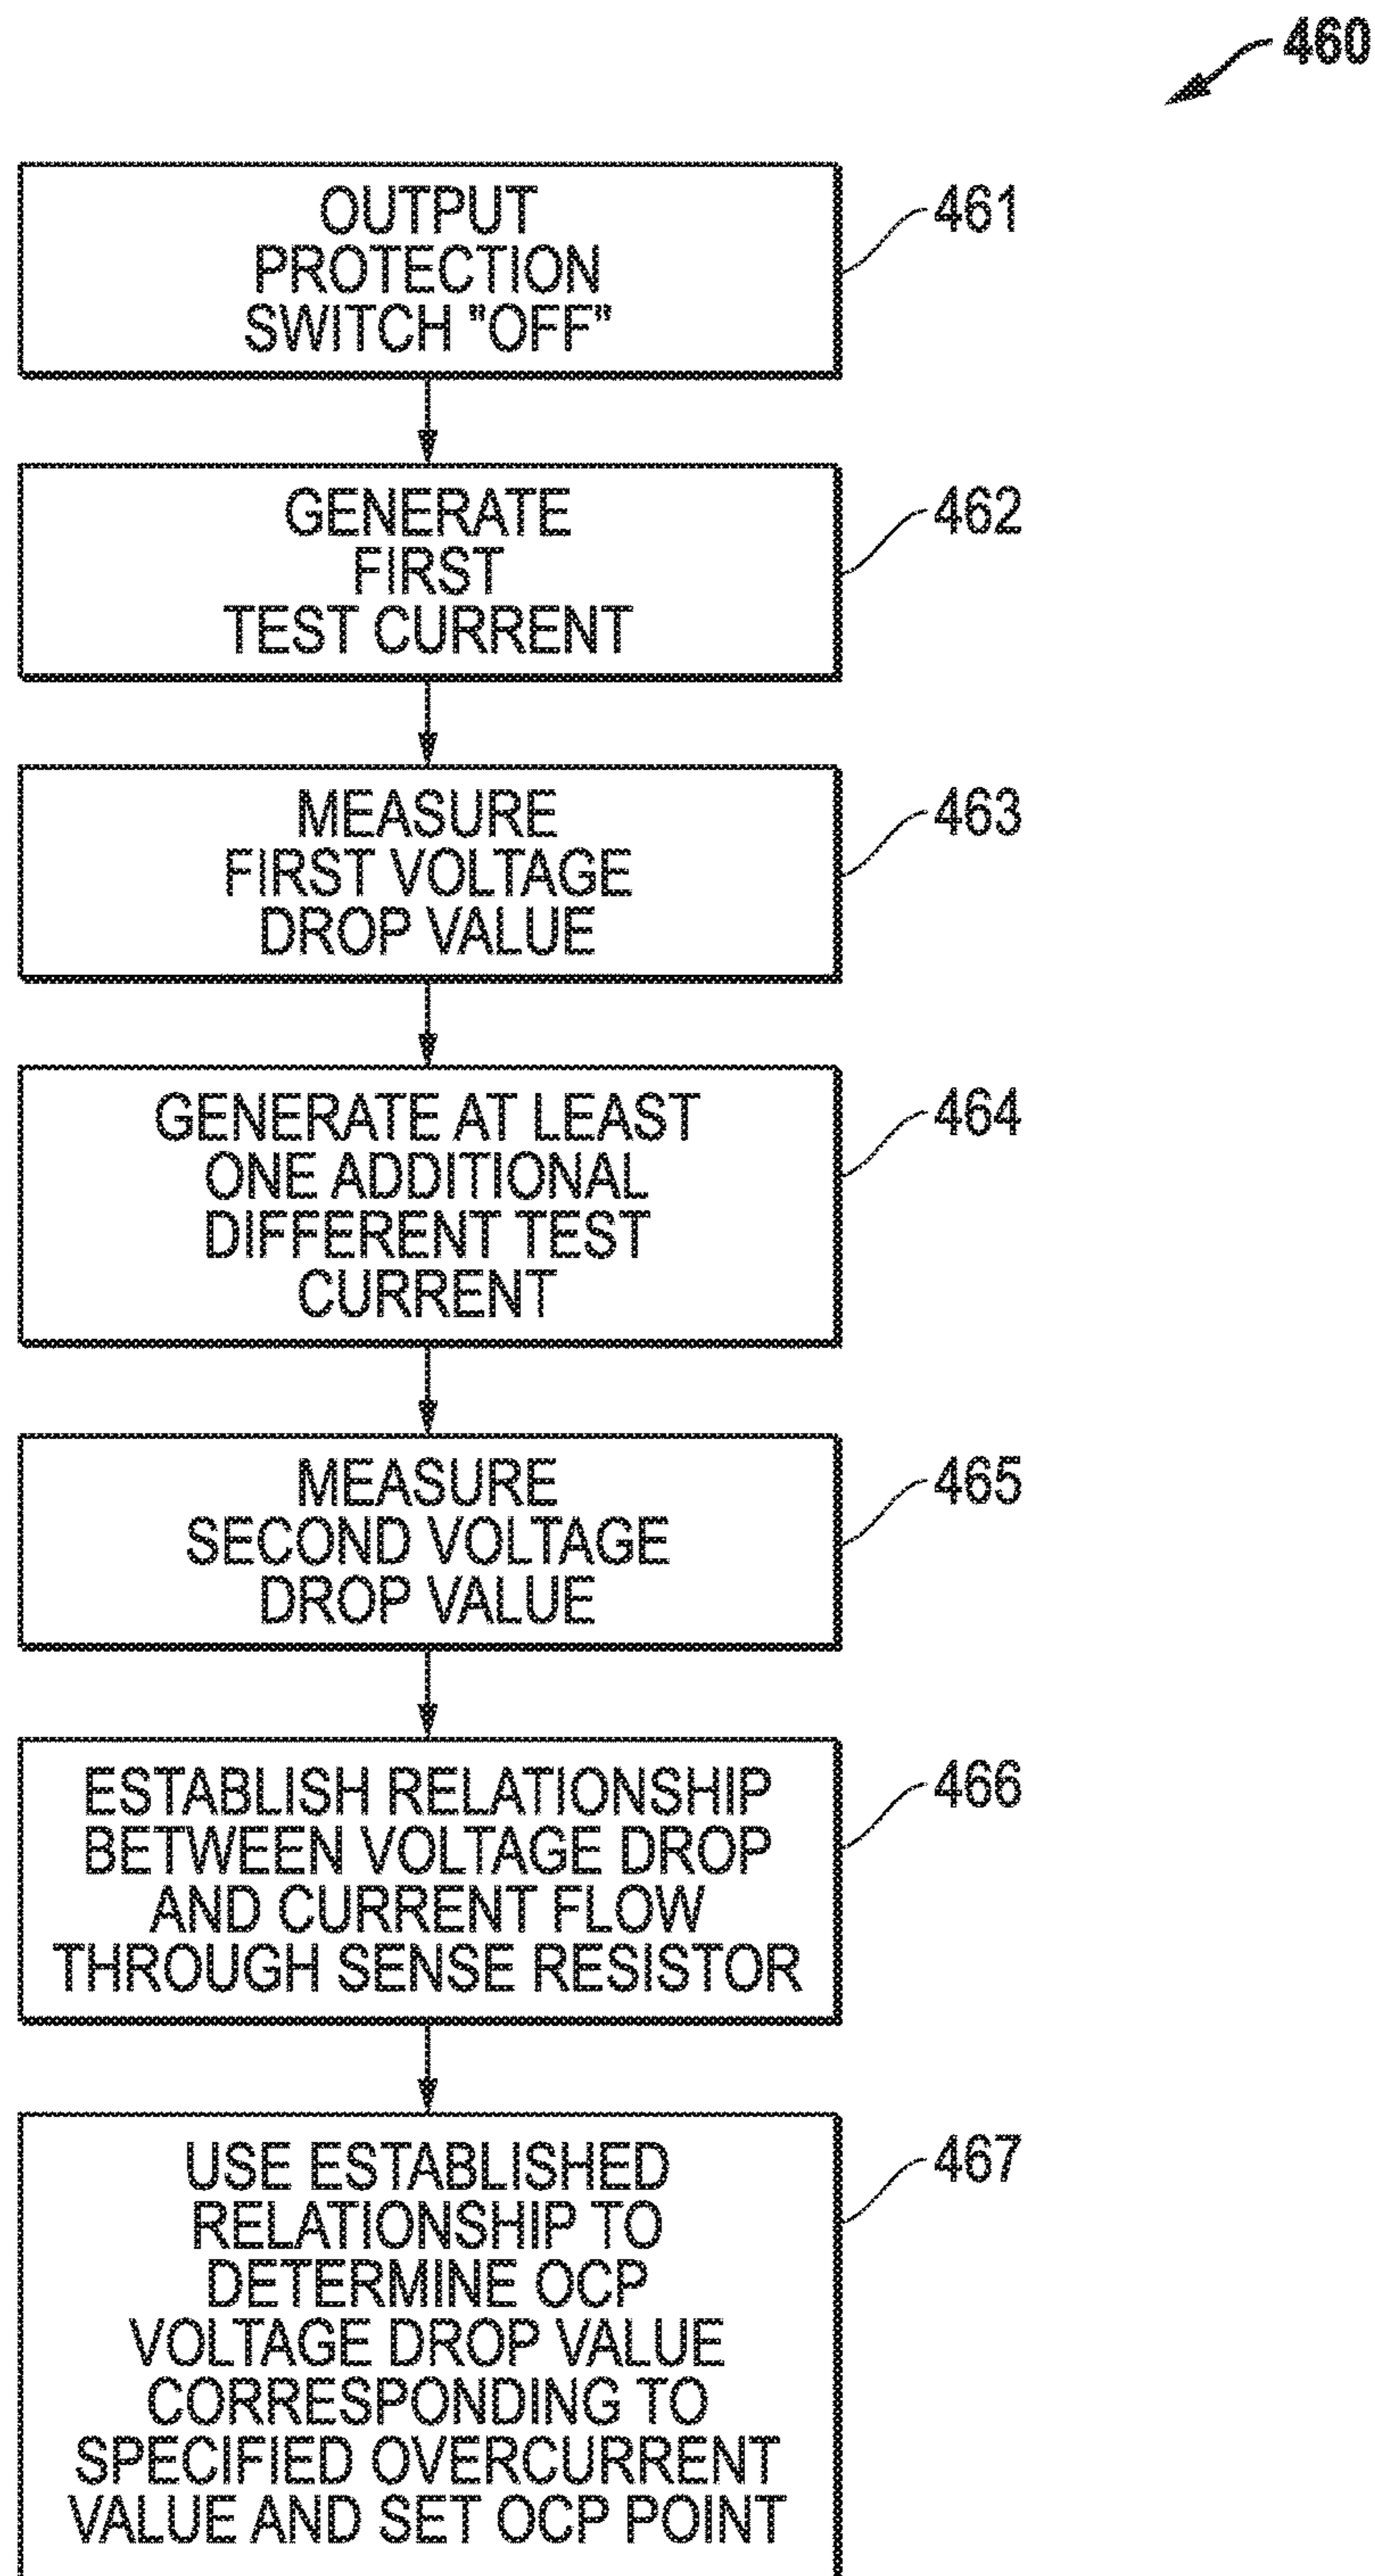 460
OUTPUT
PROTECTION
SWITCH "OFF"
461
GENERATE
FIRST
TEST CURRENT
462
MEASURE
FIRST VOLTAGE
DROP VALUE
463
GENERATE AT LEAST
ONE ADDITIONAL
DIFFERENT TEST
CURRENT
464
MEASURE
SECOND VOLTAGE
DROP VALUE
465
ESTABLISH RELATIONSHIP
BETWEEN VOLTAGE DROP
AND CURRENT FLOW
THROUGH SENSE RESISTOR
466
USE ESTABLISHED
RELATIONSHIP TO
DETERMINE OCP
VOLTAGE DROP VALUE
CORRESPONDING TO
SPECIFIED OVERCURRENT
VALUE AND SET OCP POINT
467